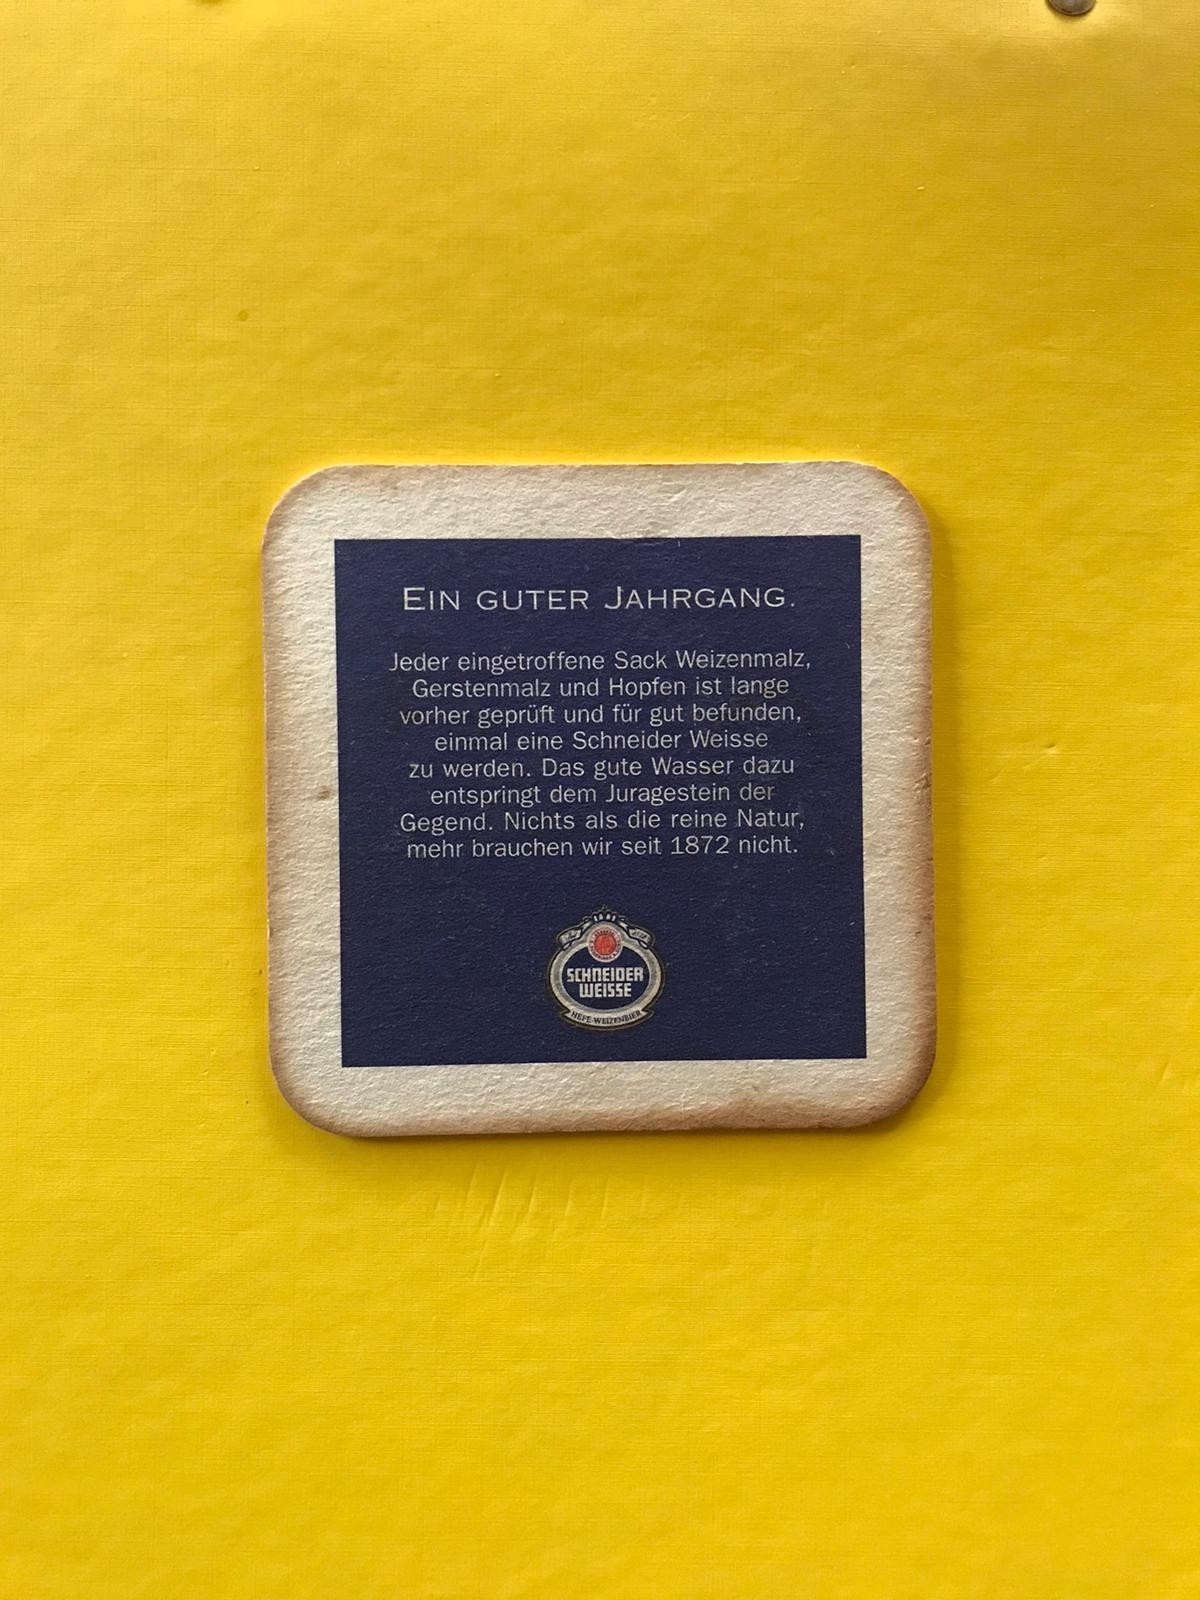 EIN GUTER JAHRGANG.
Jeder eingetroffene Sack Weizenmalz,
Gerstenmalz und Hopfen ist lange
vorher geprüft und für gut befunden,
einmal eine Schneider Weisse
zu werden. Das gute Wasser dazu
entspringt dem Juragestein der
Gegend. Nichts als die reine Natur,
mehr brauchen wir seit 1872 nicht.
SCHNEIDER
WEISSE
HEFE-WEIZENBIER